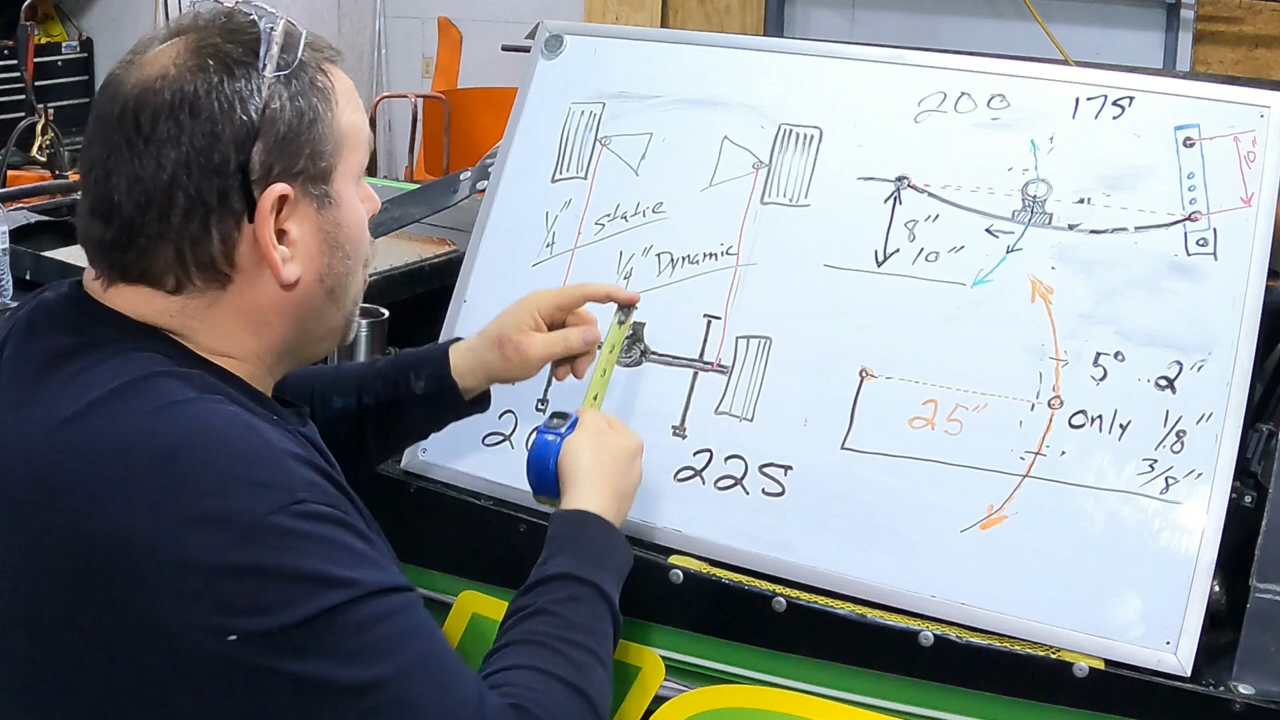 1/4" static
1/4" Dynamic
225
200 175
10"
8"
10"
25"
5° 2"
Only 1/8"
3/8"